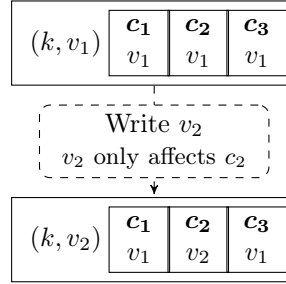 (k, v₁) c₁ c₂ c₃
v₁ v₁ v₁
Write v₂
v₂ only affects c₂
(k, v₂) c₁ c₂ c₃
v₁ v₂ v₁